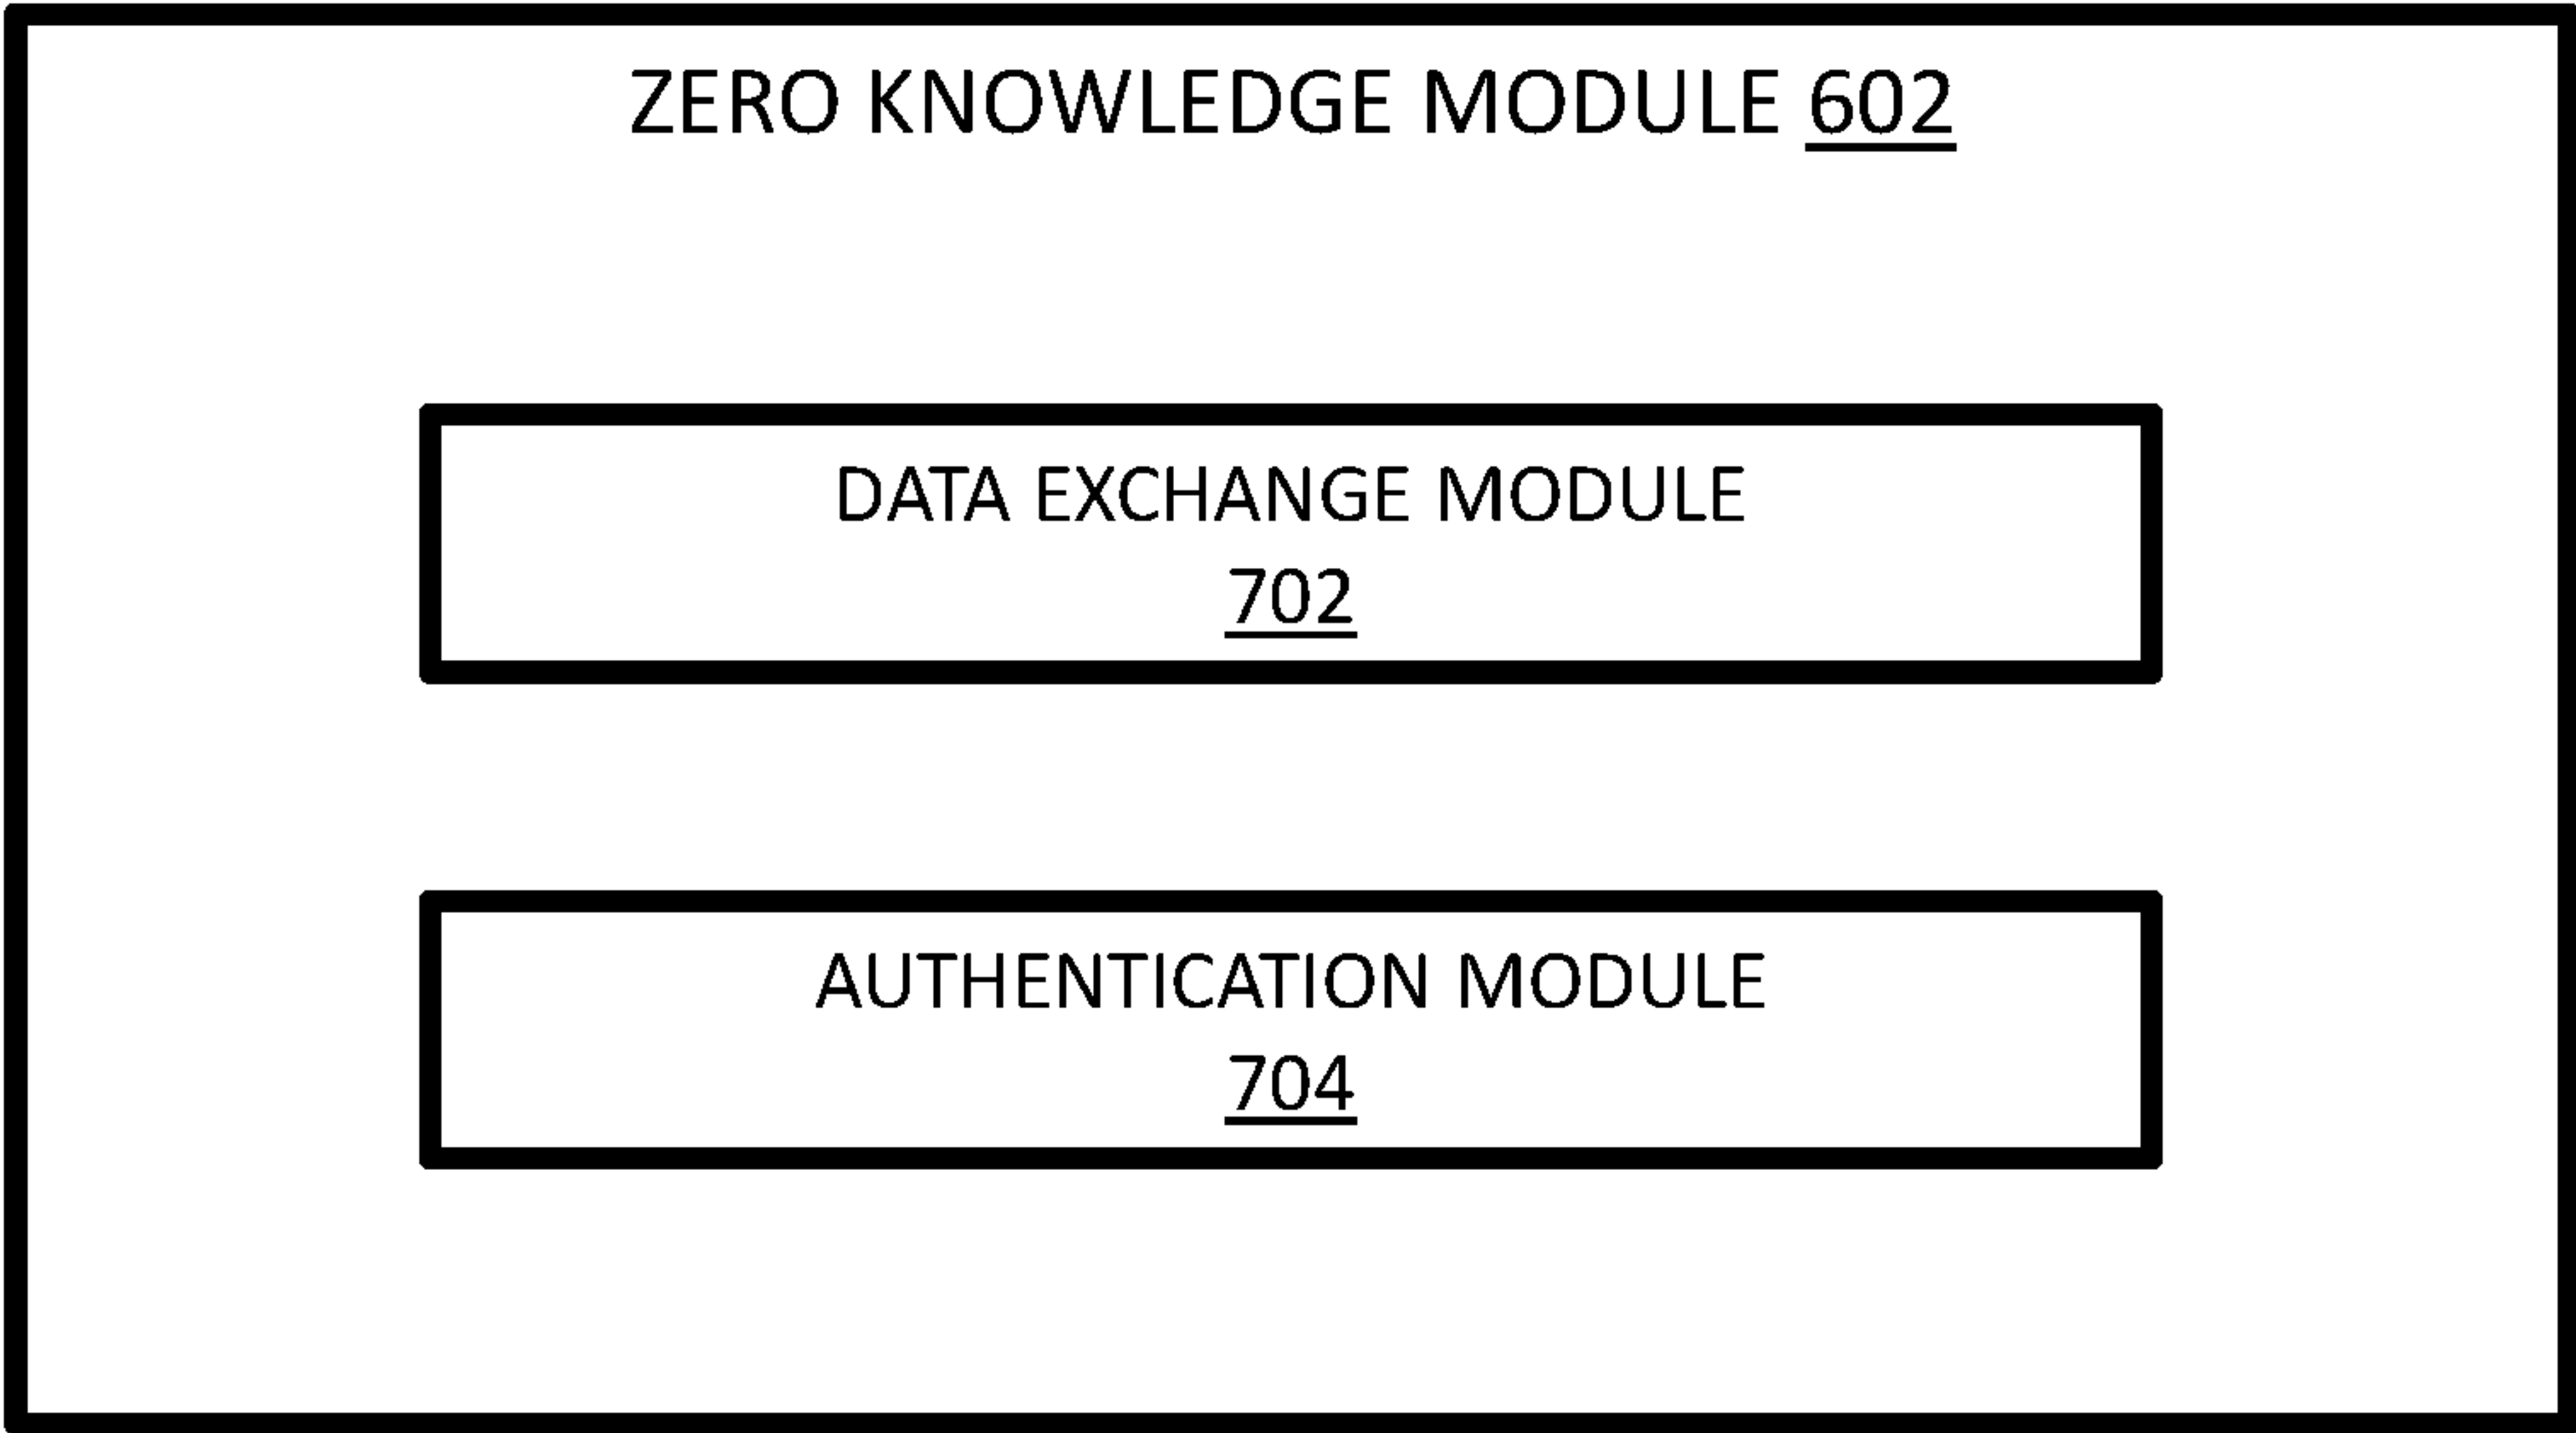 ZERO KNOWLEDGE MODULE 602
DATA EXCHANGE MODULE
702
AUTHENTICATION MODULE
704